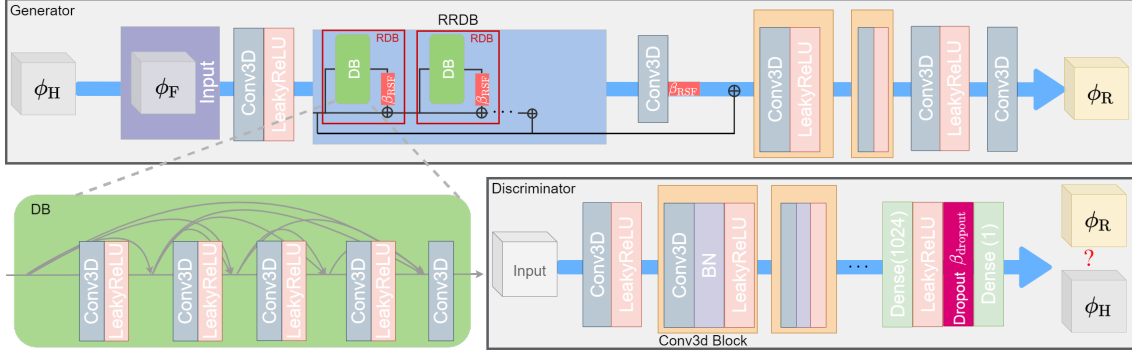 Generator
ϕH
ϕF
Input
Conv3D
LeakyReLU
RRDB
RDB
DB
βRSF
RDB
DB
βRSF
...
Conv3D
βRSF
Conv3D
LeakyReLU
Conv3D
LeakyReLU
Conv3D
ϕR
DB
Conv3D
LeakyReLU
Conv3D
LeakyReLU
Conv3D
LeakyReLU
Conv3D
LeakyReLU
Conv3D
Discriminator
Input
Conv3D
LeakyReLU
Conv3D
BN
LeakyReLU
Conv3d Block
...
Dense(1024)
LeakyReLU
Dropout βdropout
Dense (1)
ϕR
?
ϕH